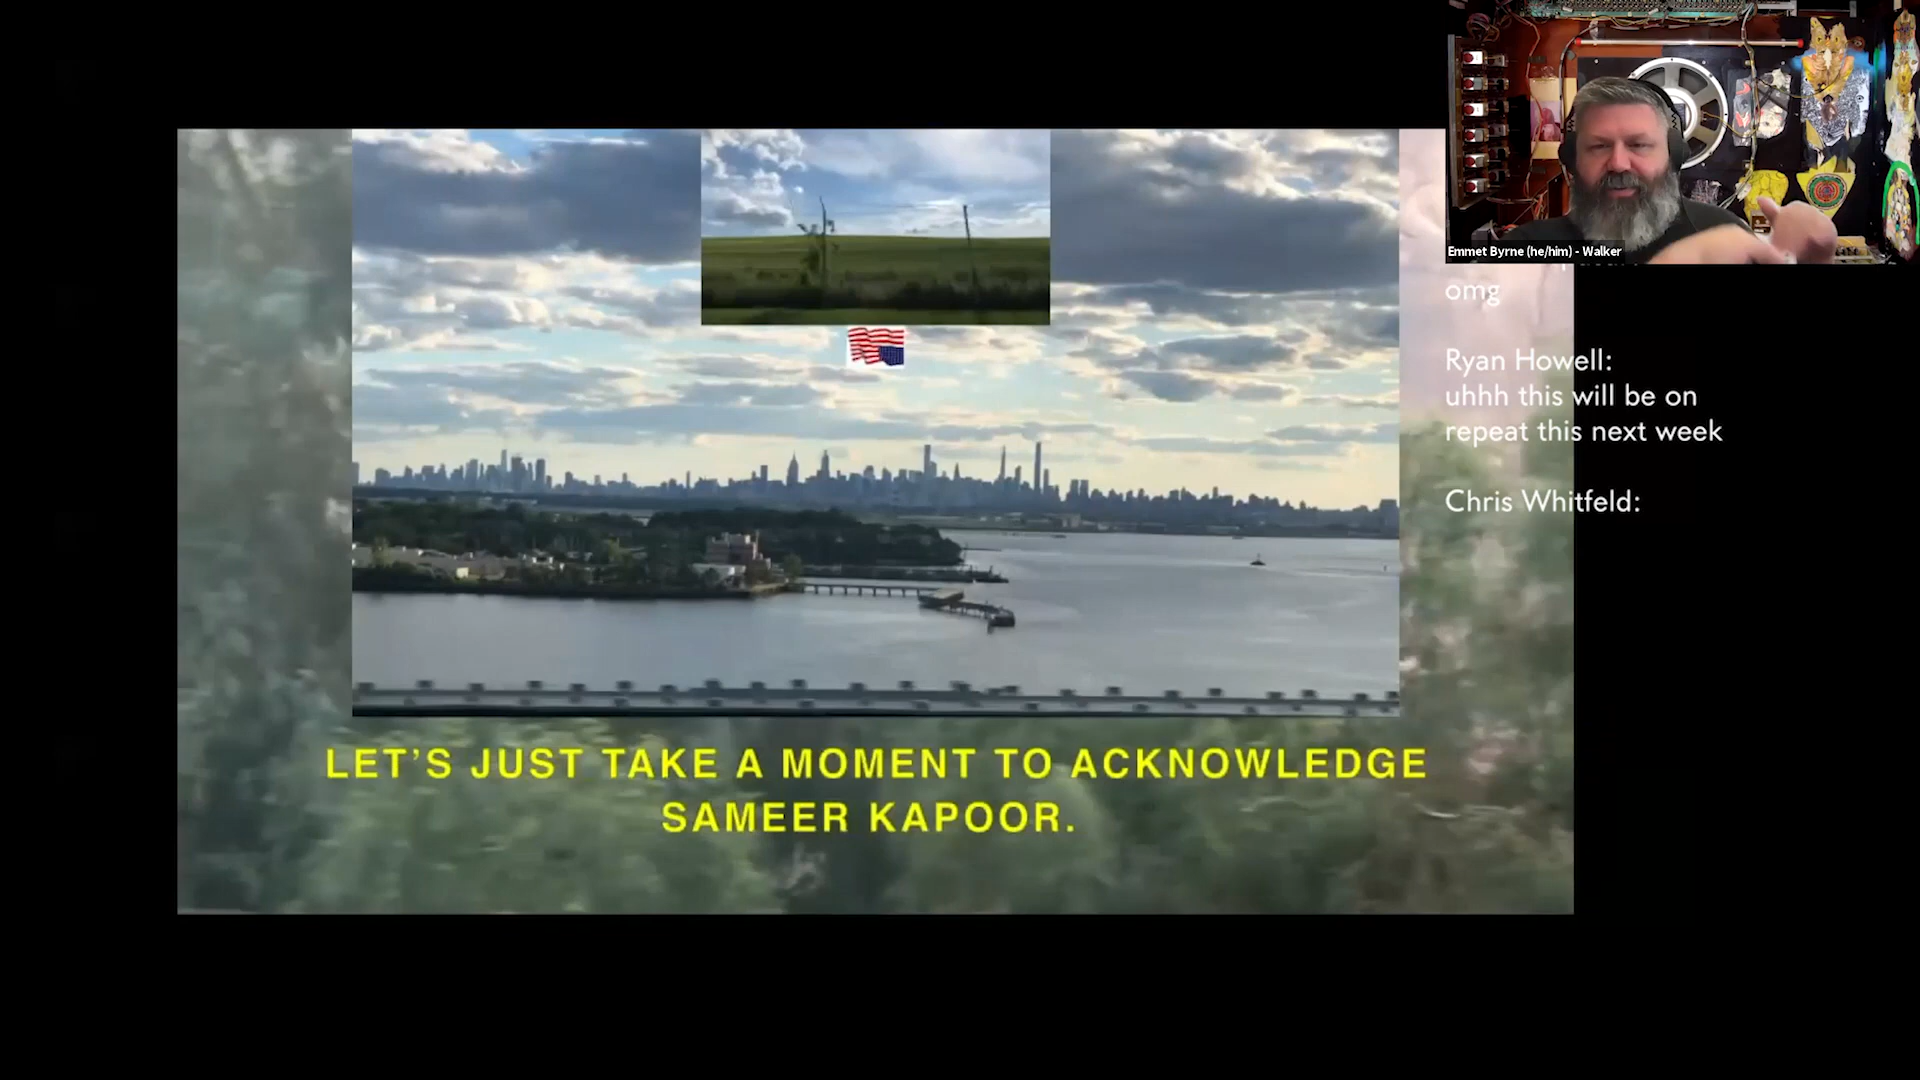 Emmet Byrne (he/him) - Walker
omg
Ryan Howell:
uhhh this will be on
repeat this next week
Chris Whitfeld:
LET’S JUST TAKE A MOMENT TO ACKNOWLEDGE
SAMEER KAPOOR.